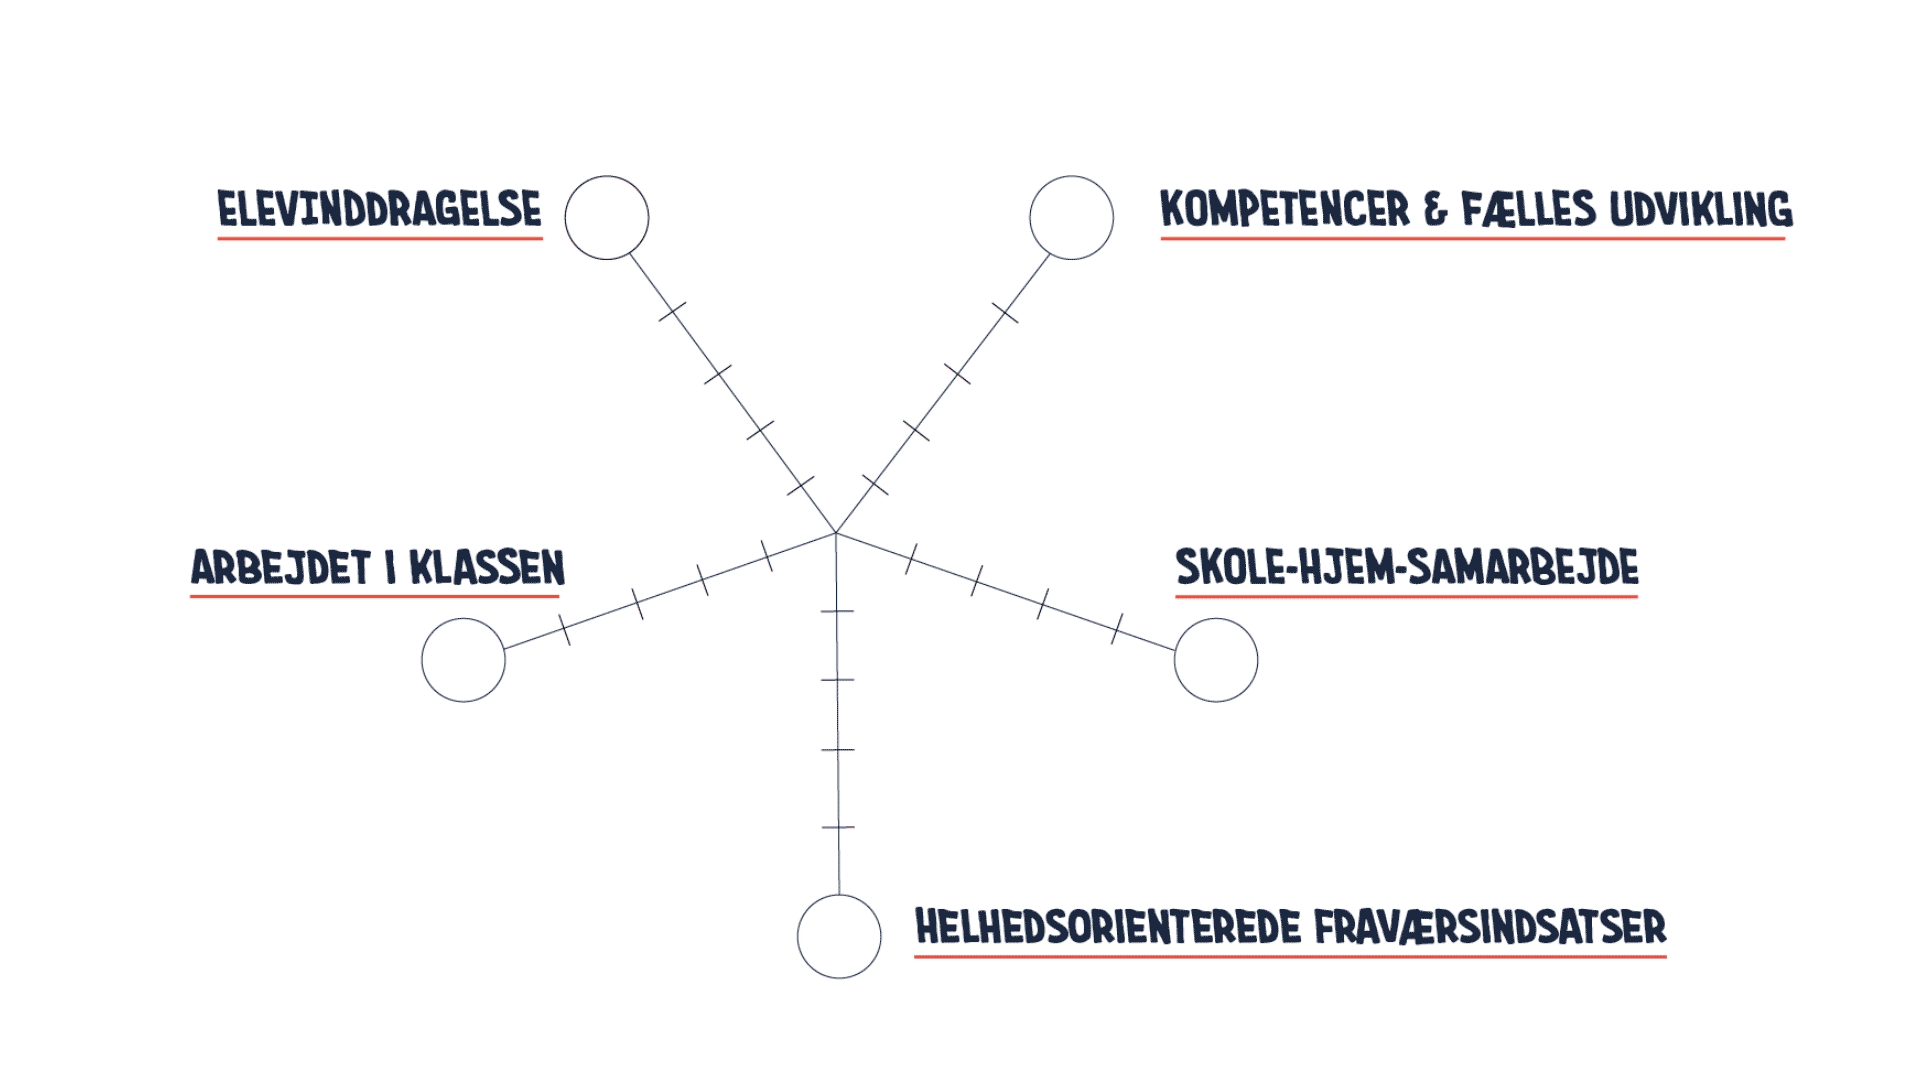 ELEVINDDRAGELSE
KOMPETENCER & FÆLLES UDVIKLING
ARBEJDET I KLASSEN
SKOLE-HJEM-SAMARBEJDE
HELHEDSORIENTEREDE FRAVÆRSINDSATSER